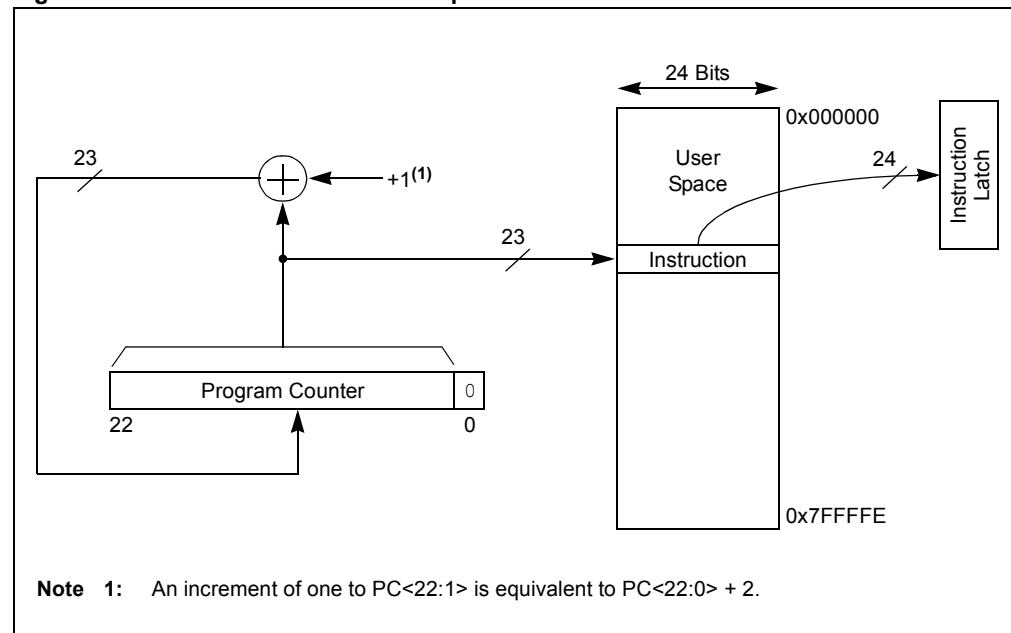 24 Bits
0x000000
User
Space
24
Instruction
Latch
23
+1(1)
23
Instruction
Program Counter
0
22
0
0x7FFFFE
Note 1: An increment of one to PC<22:1> is equivalent to PC<22:0> + 2.